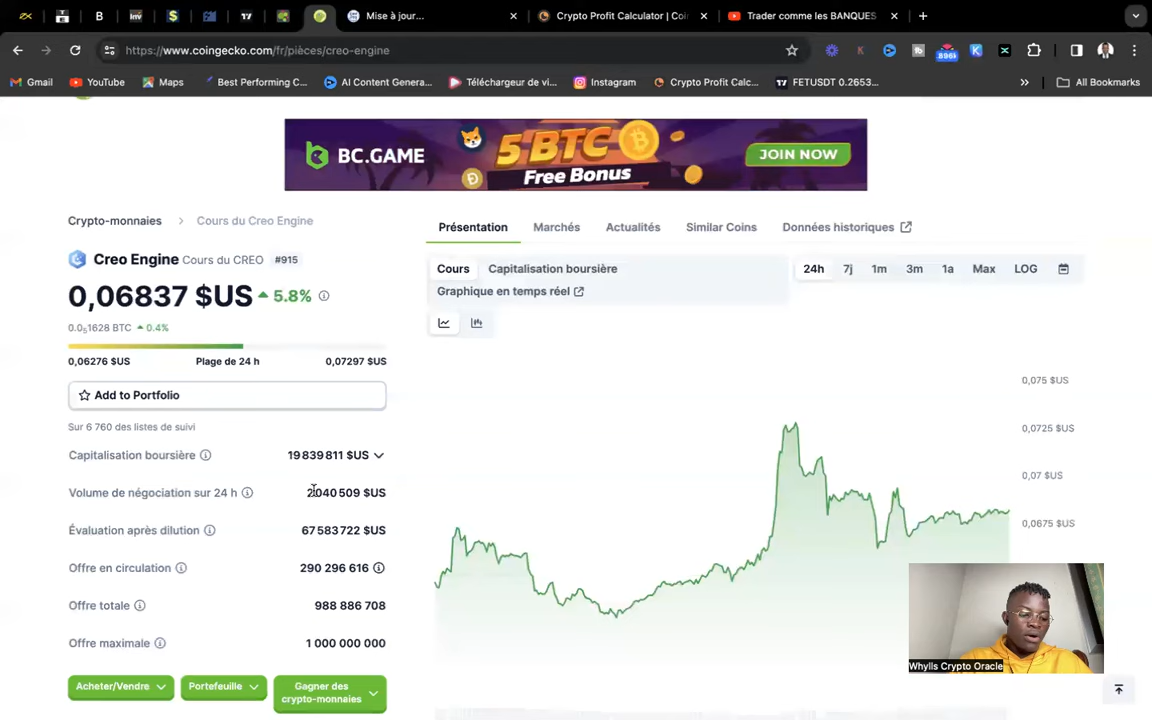 Mise à jour...
Crypto Profit Calculator | Coi
Trader comme les BANQUES
https://www.coingecko.com/fr/pièces/creo-engine
896k
Gmail
YouTube
Maps
Best Performing C...
AI Content Genera...
Téléchargeur de vi...
Instagram
Crypto Profit Calc...
FETUSDT 0.2653...
All Bookmarks
BC.GAME
5 BTC
Free Bonus
JOIN NOW
Crypto-monnaies
Cours du Creo Engine
Présentation
Marchés
Actualités
Similar Coins
Données historiques
Creo Engine Cours du CREO #915
Cours
Capitalisation boursière
24h
7j
1m
3m
1a
Max
LOG
Graphique en temps réel
0,06837 $US 5.8%
0.0₅1628 BTC 0.4%
0,06276 $US
Plage de 24 h
0,07297 $US
Add to Portfolio
Sur 6 760 des listes de suivi
Capitalisation boursière 19 839 811 $US
Volume de négociation sur 24 h 2 040 509 $US
Évaluation après dilution 67 583 722 $US
Offre en circulation 290 296 616
Offre totale 988 886 708
Offre maximale 1 000 000 000
Acheter/Vendre
Portefeuille
Gagner des
crypto-monnaies
0,075 $US
0,0725 $US
0,07 $US
0,0675 $US
Whylls Crypto Oracle